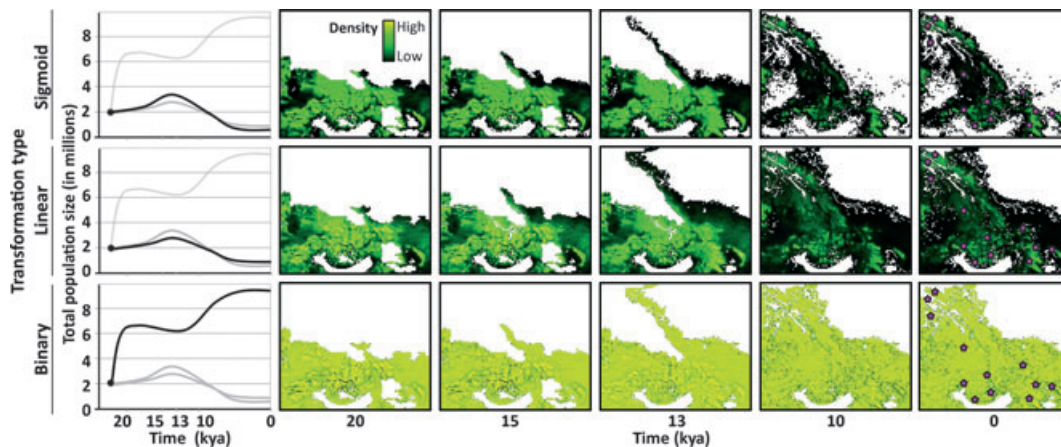 Transformation type
Total population size (in millions)
Sigmoid
8
6
4
2
0
Density
High
Low
Linear
8
6
4
2
0
Binary
8
6
4
2
0
20 15 13 10 0
Time (kya)
20 15 13 10 0
Time (kya)